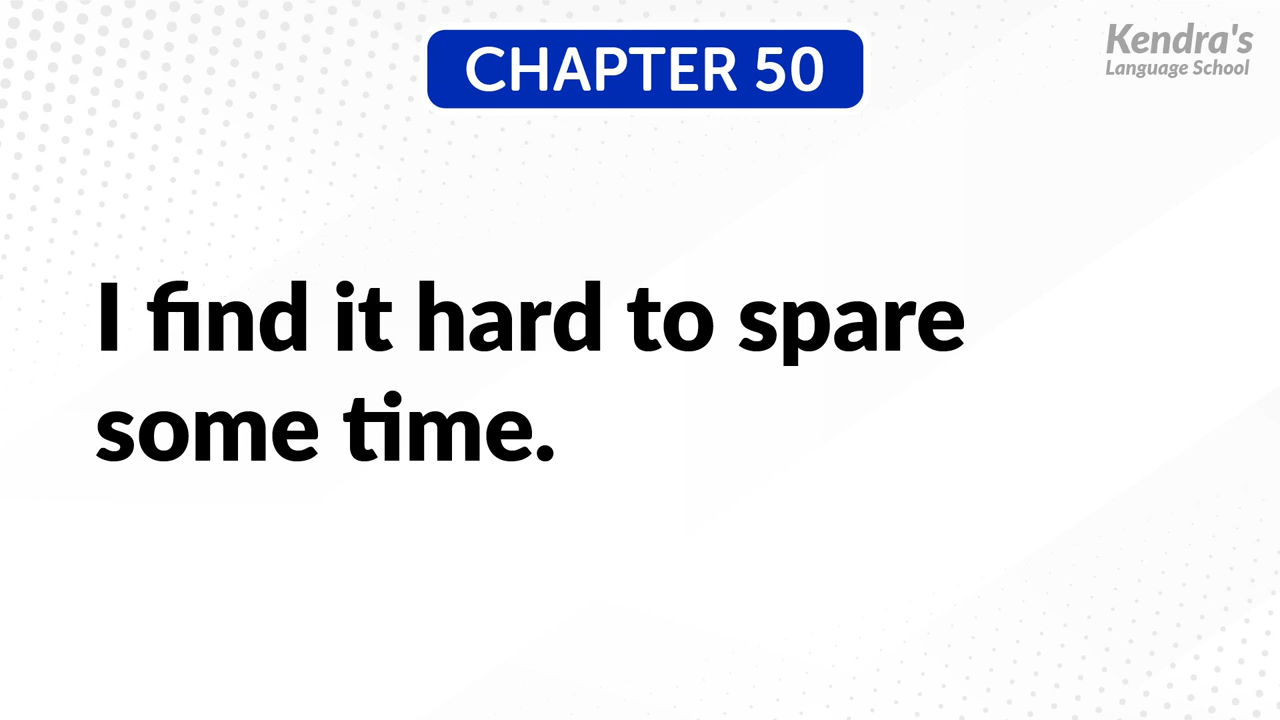 CHAPTER 50
Kendra's
Language School
I find it hard to spare
some time.